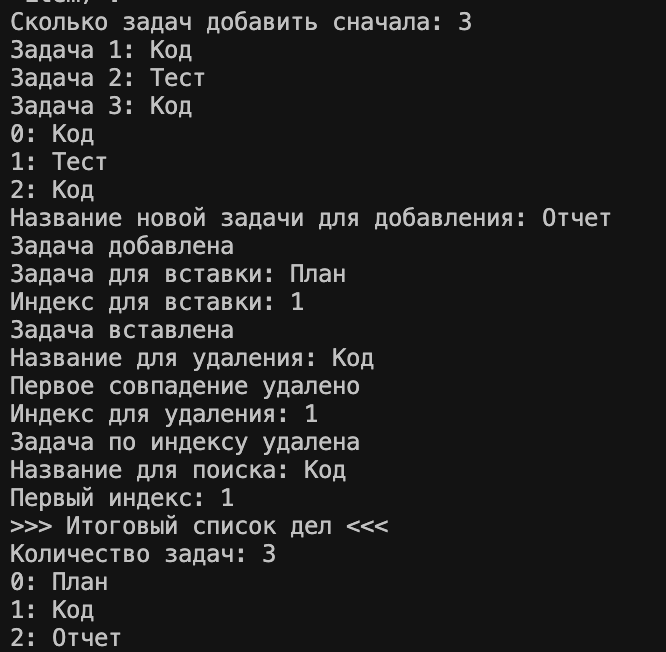 Сколько задач добавить сначала: 3
Задача 1: Код
Задача 2: Тест
Задача 3: Код
0: Код
1: Тест
2: Код
Название новой задачи для добавления: Отчет
Задача добавлена
Задача для вставки: План
Индекс для вставки: 1
Задача вставлена
Название для удаления: Код
Первое совпадение удалено
Индекс для удаления: 1
Задача по индексу удалена
Название для поиска: Код
Первый индекс: 1
>>> Итоговый список дел <<<
Количество задач: 3
0: План
1: Код
2: Отчет